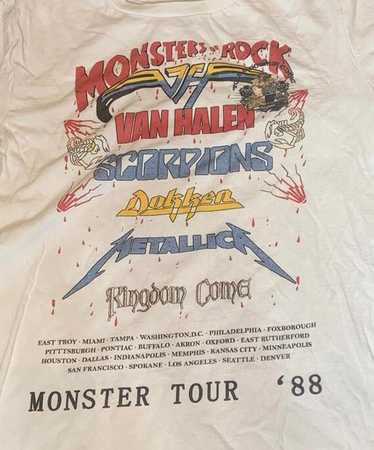 MONSTERS OF ROCK
VH
VAN HALEN
SCORPIONS
Dokken
METALLICA
Kingdom Come
EAST TROY · MIAMI · TAMPA · WASHINGTON, D.C. · PHILADELPHIA · FOXBOROUGH
PITTTSBURGH · PONTIAC · BUFFALO · AKRON · OXFORD · EAST RUTHERFORD
HOUSTON · DALLAS · INDIANAPOLIS · MEMPHIS · KANSAS CITY · MINNEAPOLIS
SAN FRANCISCO · SPOKANE · LOS ANGELES · SEATTLE · DENVER
MONSTER TOUR '88